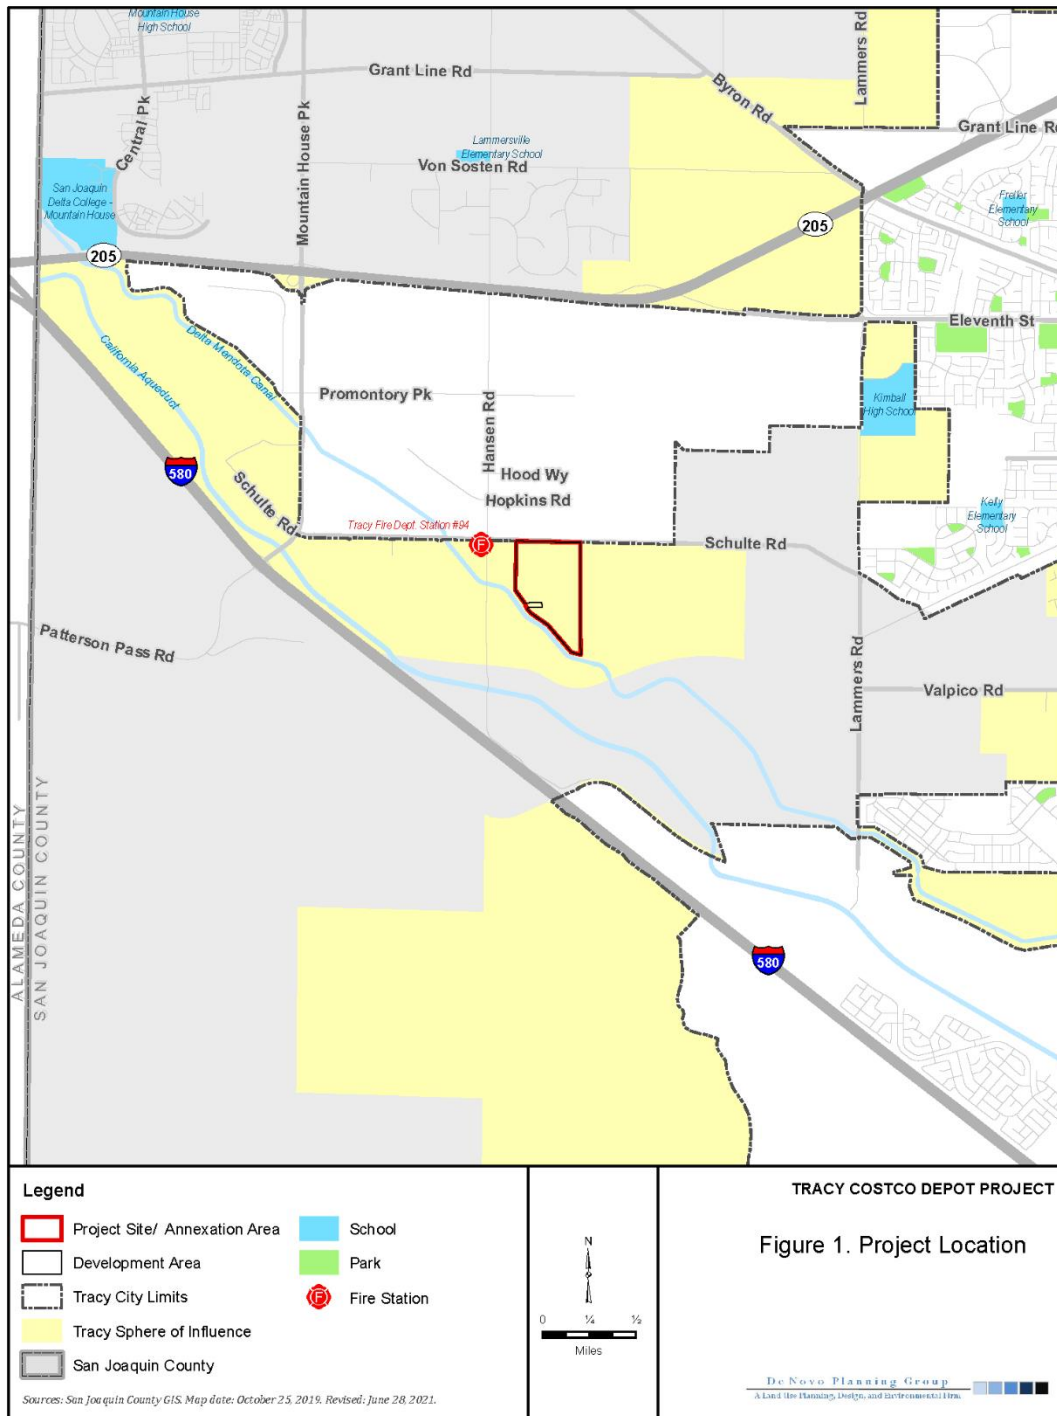 Mountain House
High School
Grant Line Rd
Central Pk
Mountain House Pk
Byron Rd
Lammers Rd
Grant Line Rd
Lammersville
Elementary School
Von Sosten Rd
San Joaquin
Delta College -
Mountain House
Freiler
Elementary
School
205
205
Eleventh St
Delta Mendota Canal
California Aqueduct
Promontory Pk
Hansen Rd
Kimball
High School
580
Schulte Rd
Hood Wy
Hopkins Rd
Kelly
Elementary
School
Tracy Fire Dept. Station #94
F
Schulte Rd
Patterson Pass Rd
Lammers Rd
Valpico Rd
ALAMEDA COUNTY
SAN JOAQUIN COUNTY
580
Legend
Project Site/ Annexation Area
Development Area
Tracy City Limits
Tracy Sphere of Influence
San Joaquin County
School
Park
F
Fire Station
Sources: San Joaquin County GIS. Map date: October 25, 2019. Revised: June 28, 2021.
N
0 ¼ ½
Miles
TRACY COSTCO DEPOT PROJECT
Figure 1. Project Location
De Novo Planning Group
A Land Use Planning, Design, and Environmental Firm